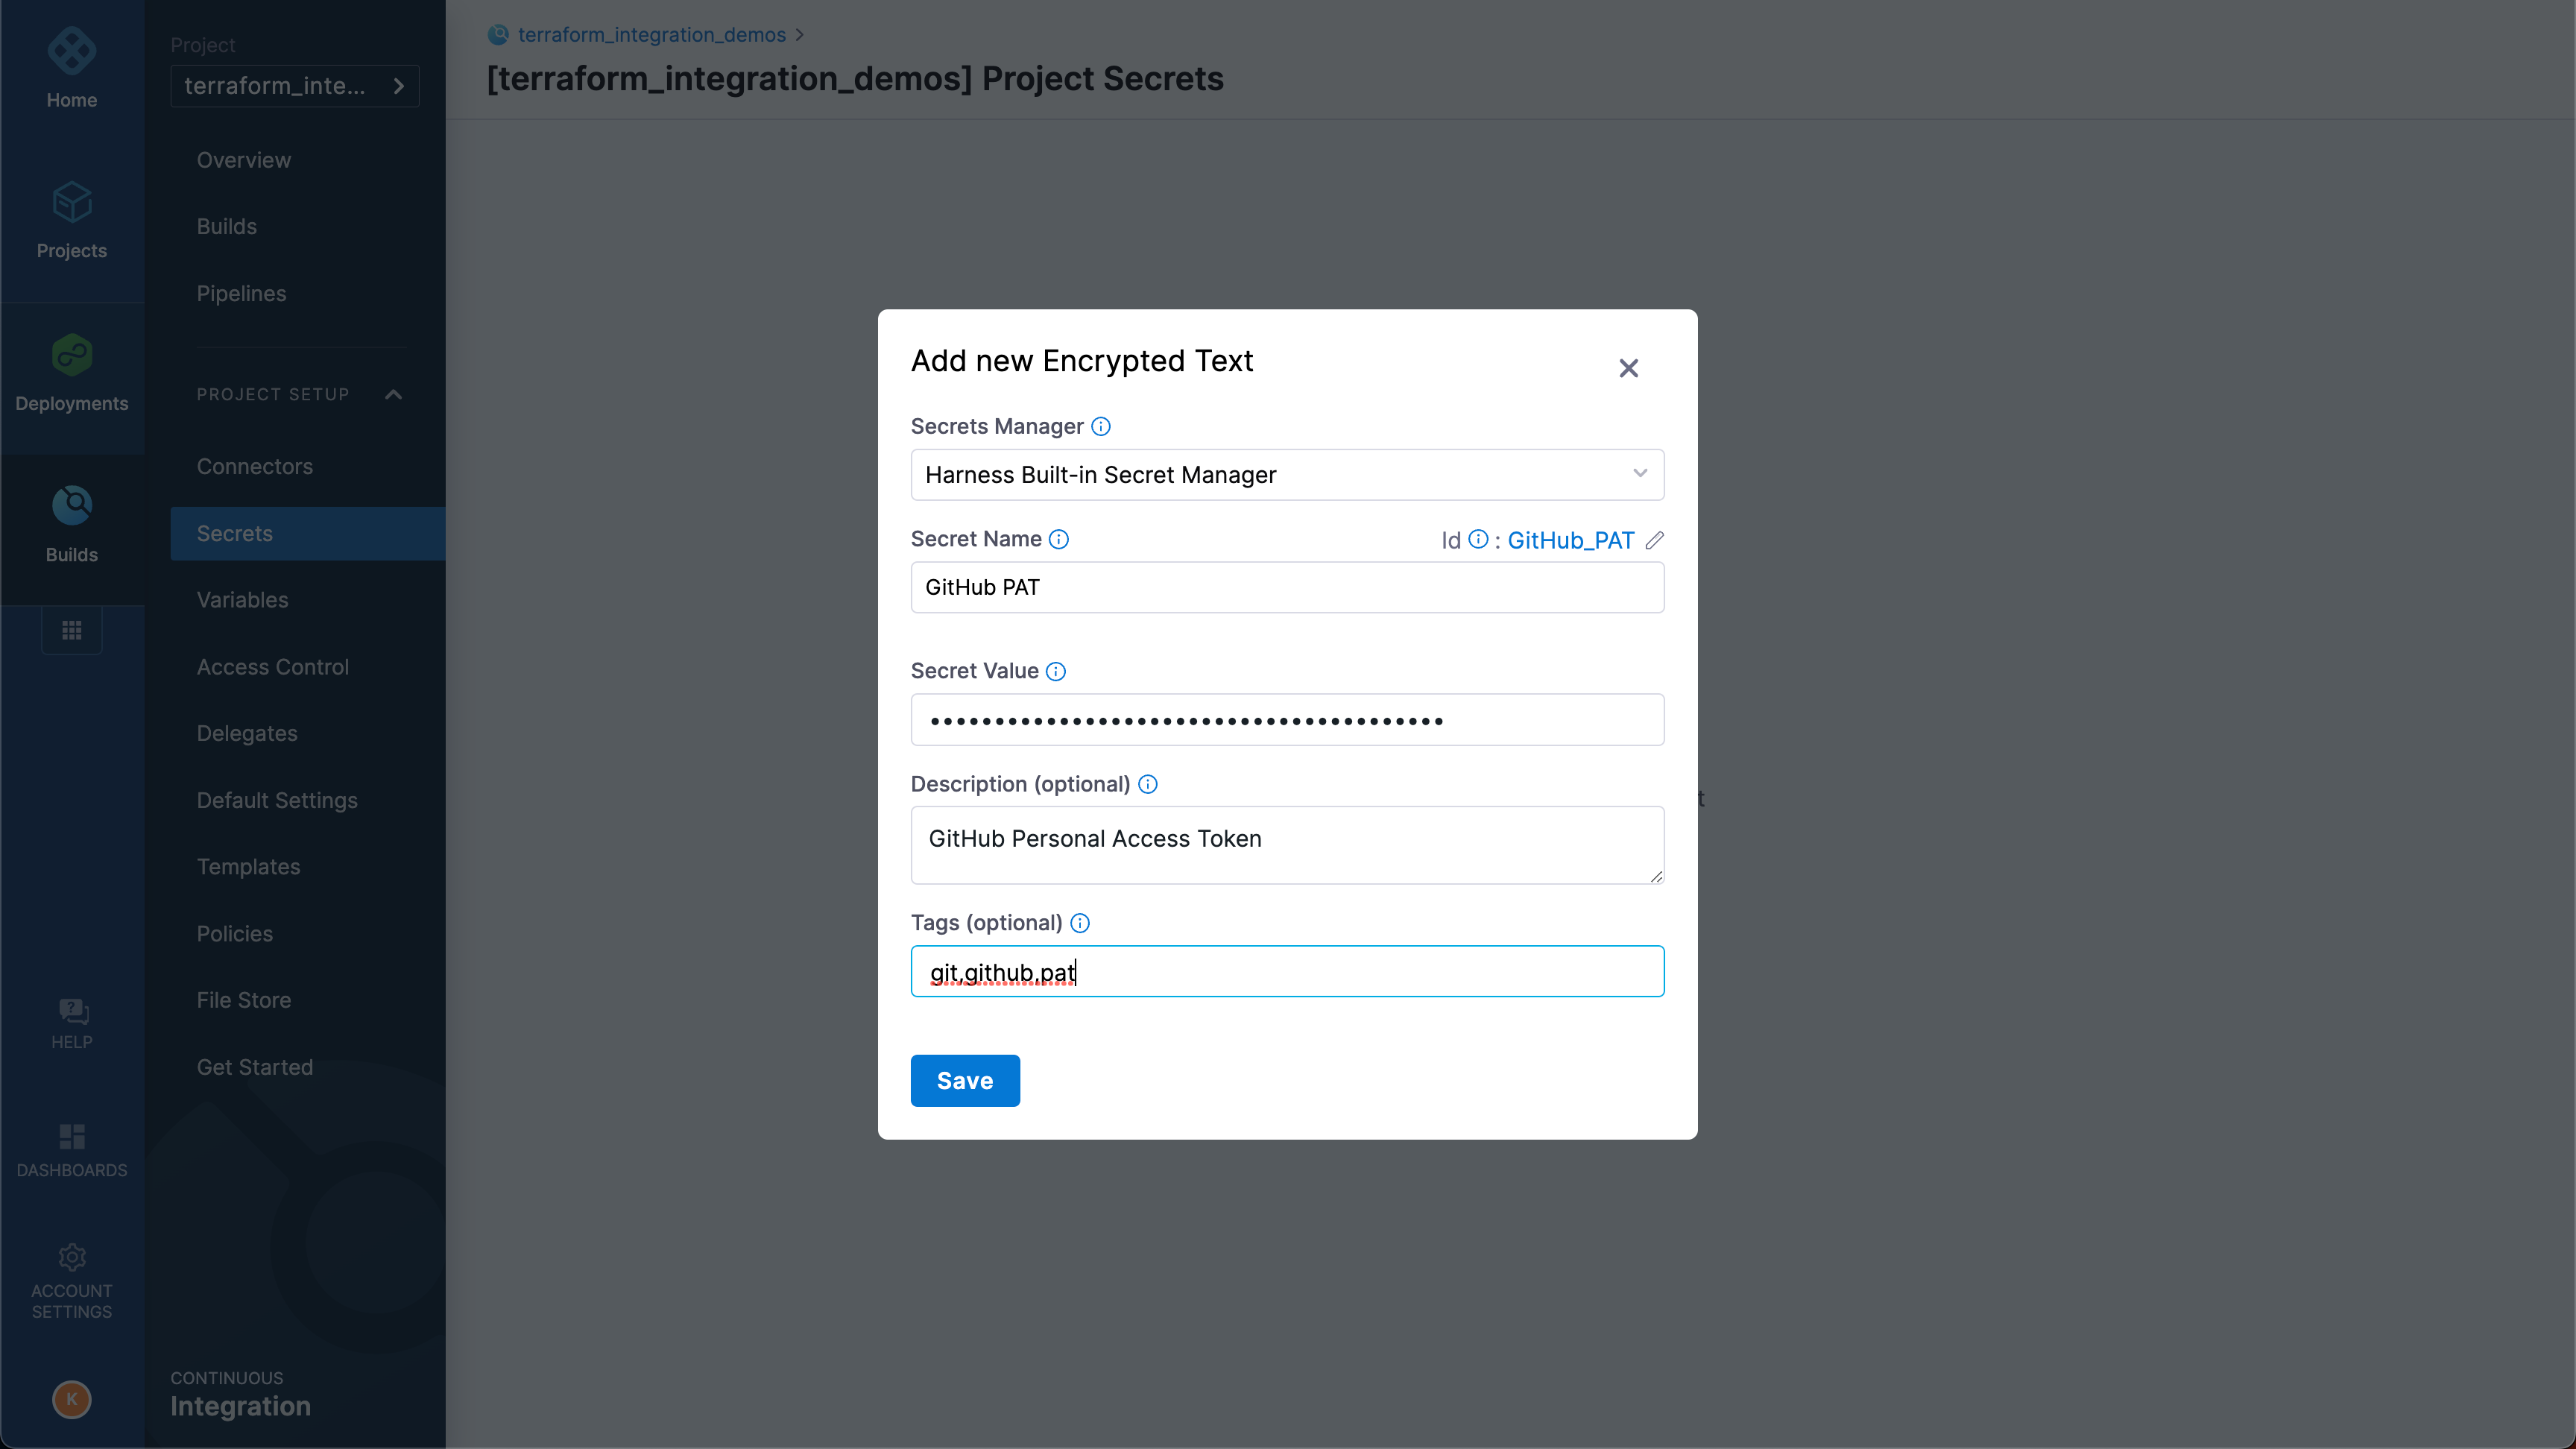 Home
Projects
Deployments
Builds
HELP
DASHBOARDS
ACCOUNT
SETTINGS
K
Project
terraform_inte...
Overview
Builds
Pipelines
PROJECT SETUP
Connectors
Secrets
Variables
Access Control
Delegates
Default Settings
Templates
Policies
File Store
Get Started
CONTINUOUS
Integration
terraform_integration_demos >
[terraform_integration_demos] Project Secrets
Add new Encrypted Text
Secrets Manager
Harness Built-in Secret Manager
Secret Name
Id : GitHub_PAT
GitHub PAT
Secret Value
••••••••••••••••••••••••••••••••••••••••
Description (optional)
GitHub Personal Access Token
Tags (optional)
git,github,pat
Save
t